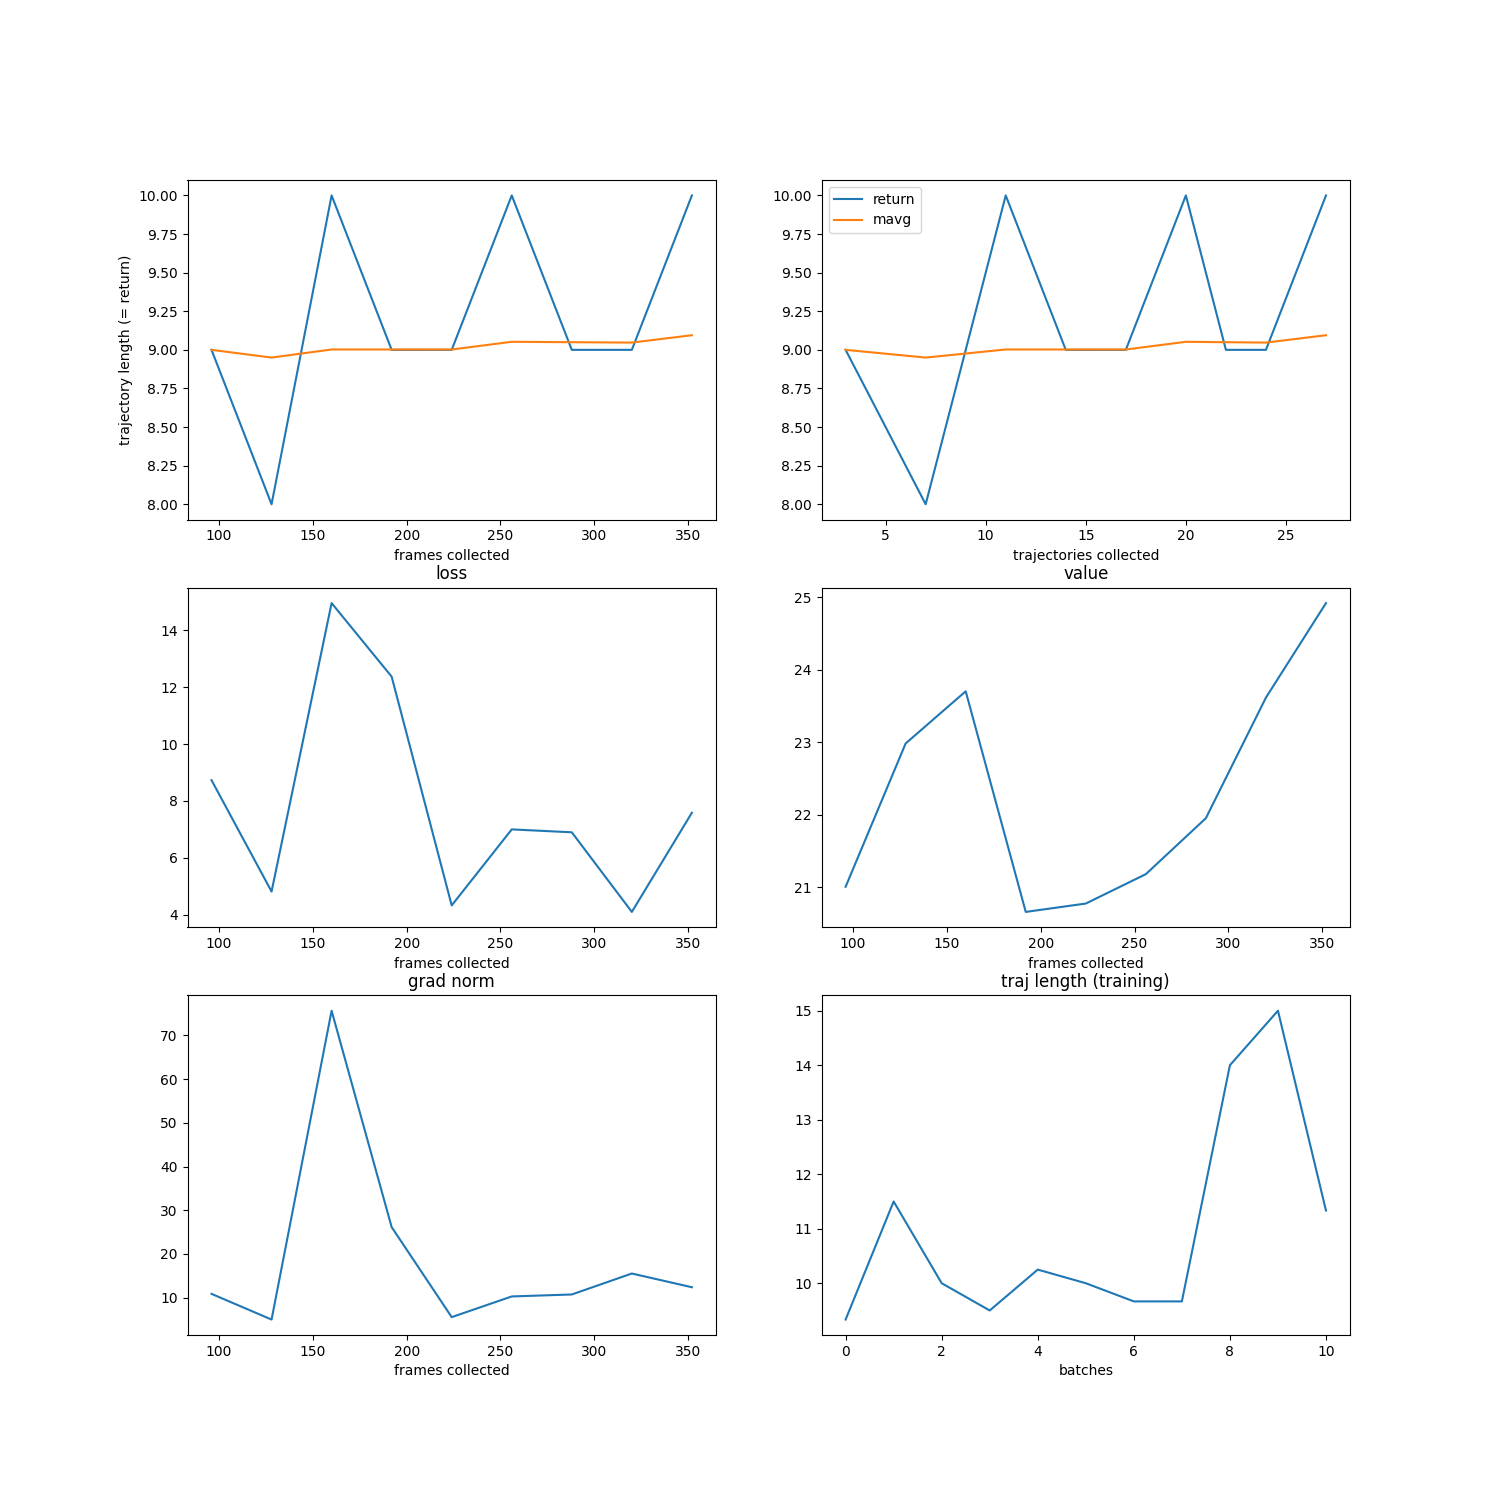 10.00
9.75
9.50
9.25
9.00
8.75
8.50
8.25
8.00
trajectory length (= return)
100 150 200 250 300 350
frames collected
return
mavg
10.00
9.75
9.50
9.25
9.00
8.75
8.50
8.25
8.00
5 10 15 20 25
trajectories collected
loss
14
12
10
8
6
4
100 150 200 250 300 350
frames collected
value
25
24
23
22
21
100 150 200 250 300 350
frames collected
grad norm
70
60
50
40
30
20
10
100 150 200 250 300 350
frames collected
traj length (training)
15
14
13
12
11
10
0 2 4 6 8 10
batches